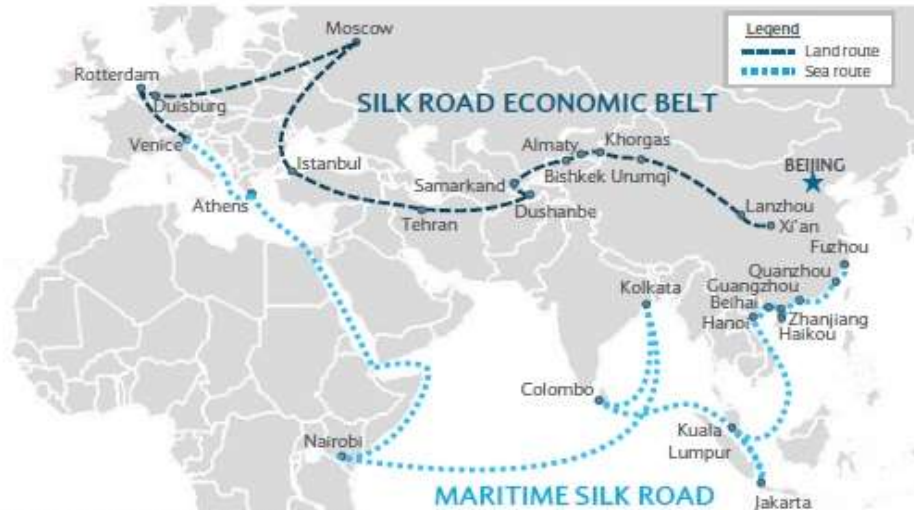 Moscow
Legend
Land route
Sea route
Rotterdam
Duisburg
SILK ROAD ECONOMIC BELT
Venice
Almaty
Khorgas
Istanbul
BEIJING
Samarkand
Bishkek Urumqi
Athens
Tehran
Dushanbe
Lanzhou
Xi'an
Fuzhou
Quanzhou
Kolkata
Guangzhou
Beihai
Hanoi
Zhanjiang
Haikou
Colombo
Nairobi
Kuala
Lumpur
MARITIME SILK ROAD
Jakarta